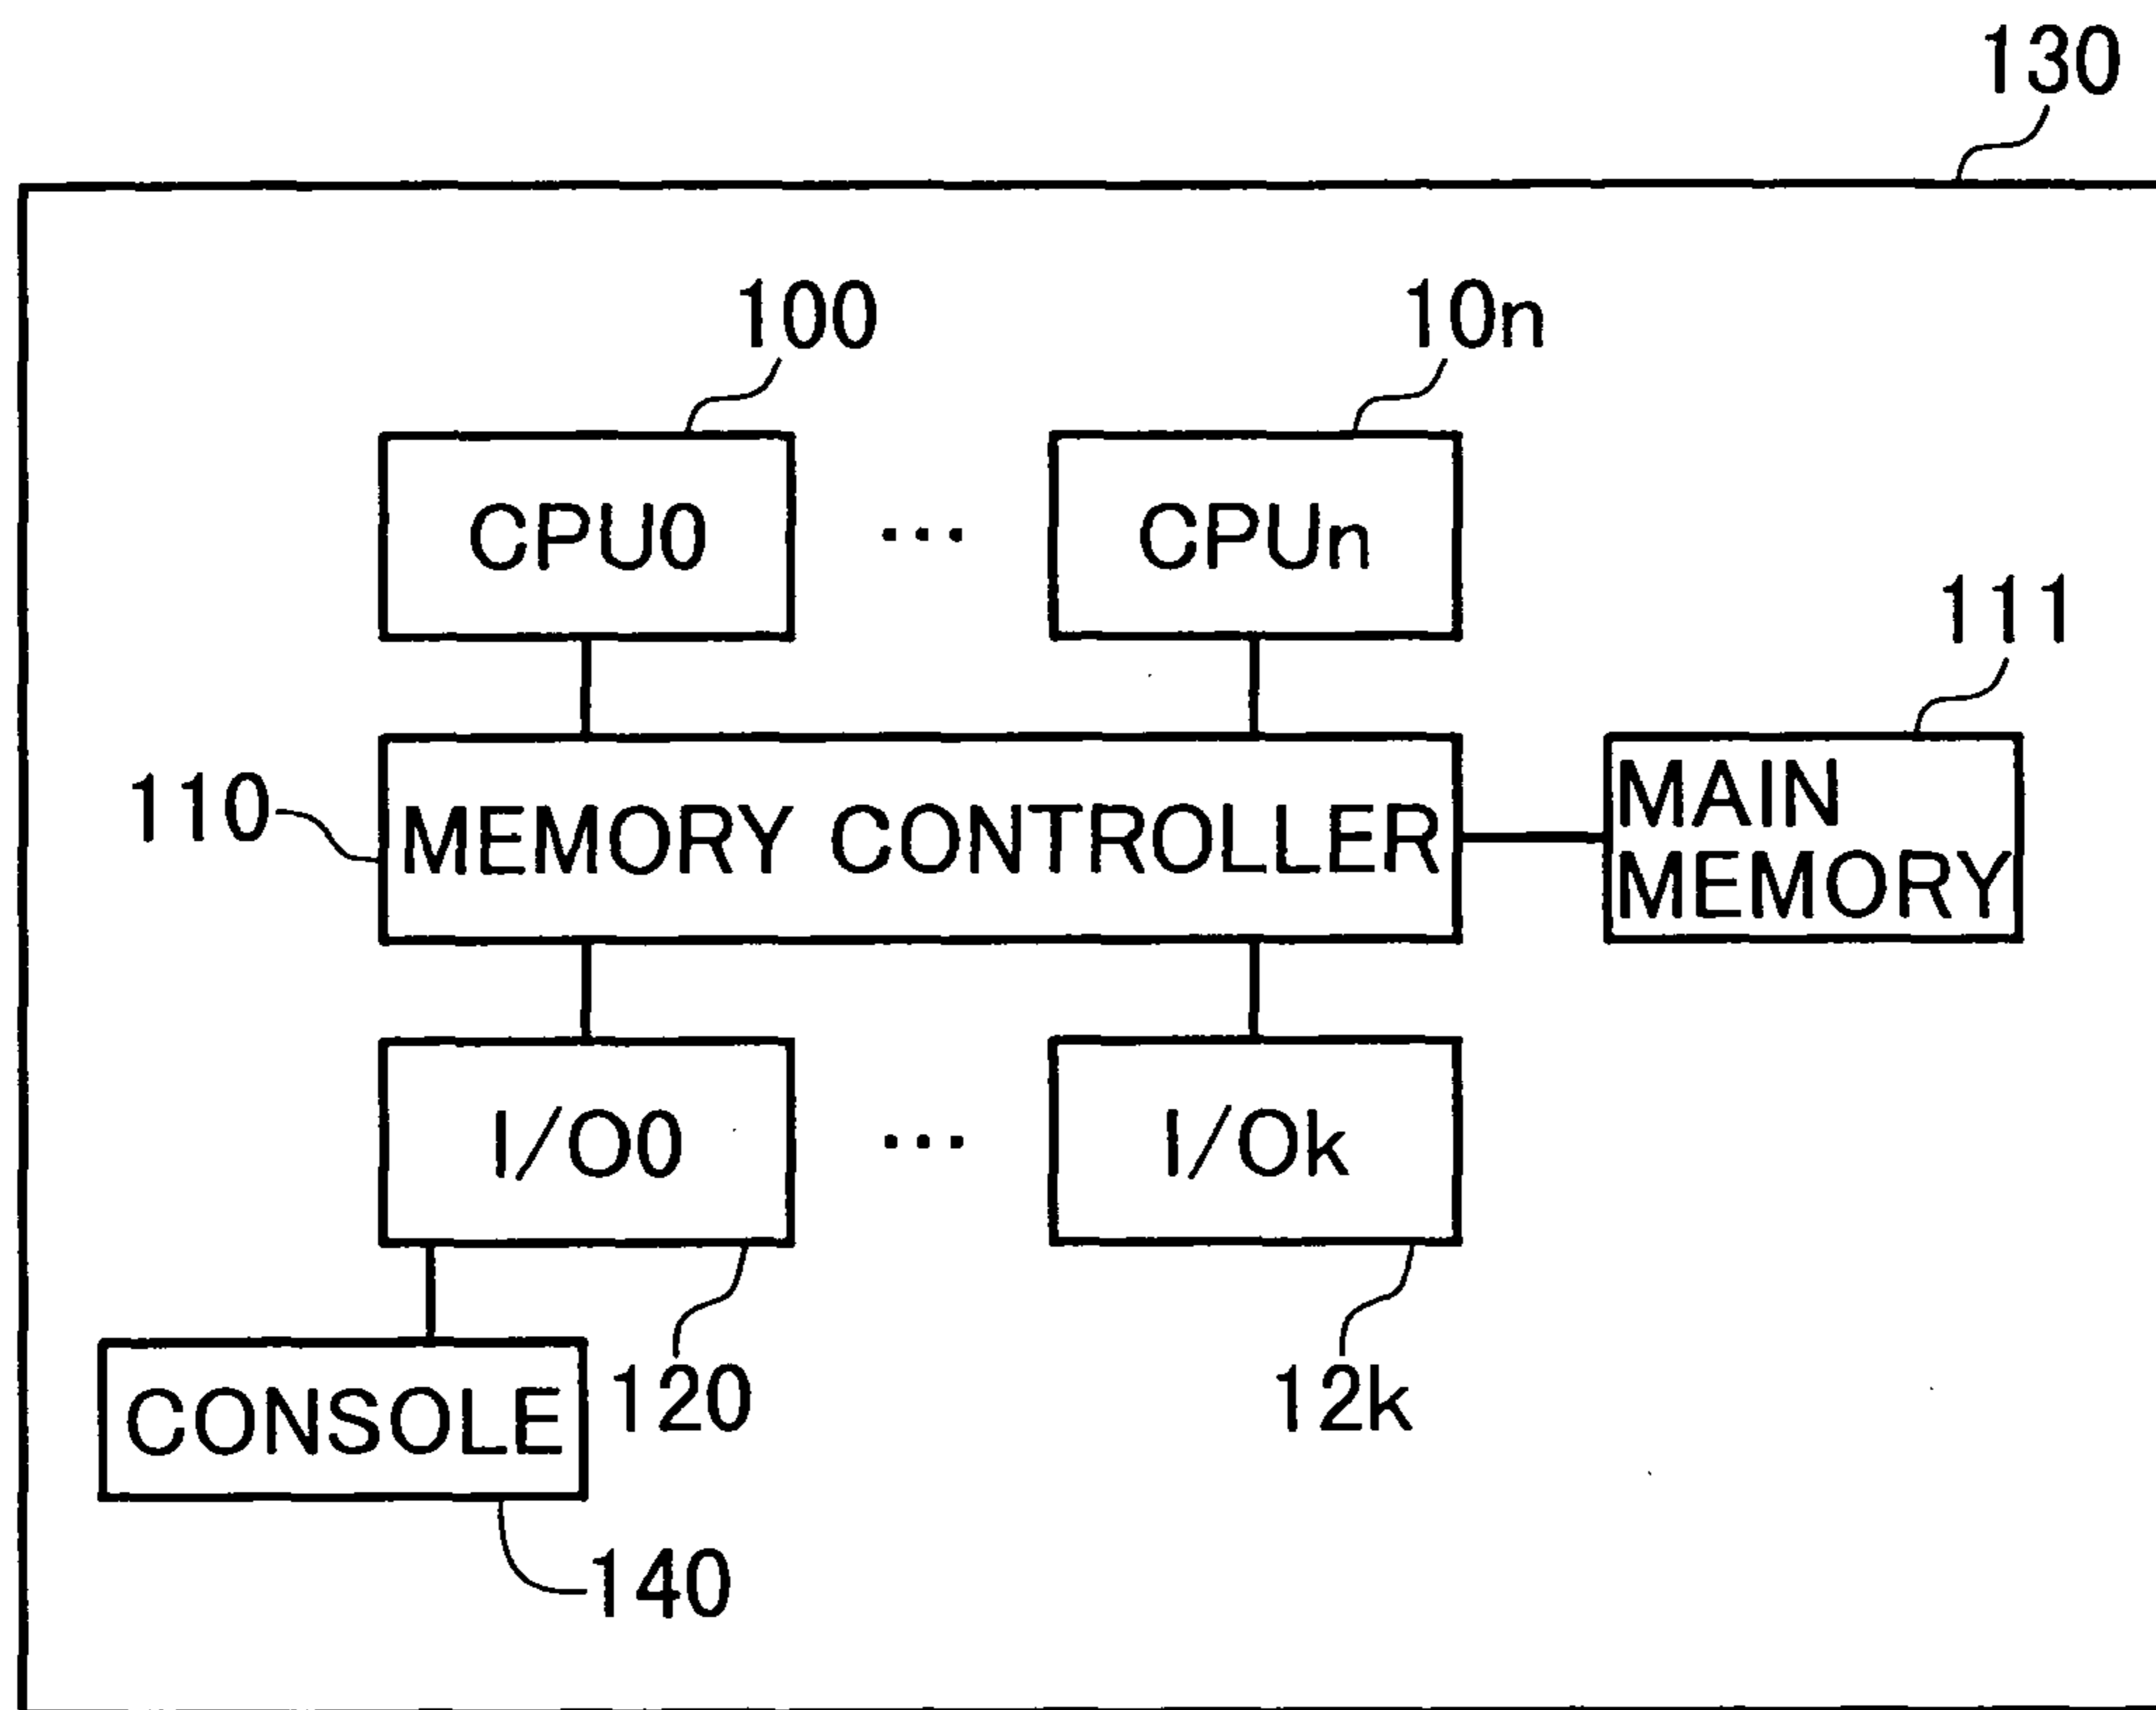 130
100
10n
CPU0 ... CPUn
111
110
MEMORY CONTROLLER
MAIN
MEMORY
I/O0 ... I/Ok
CONSOLE
120
12k
140